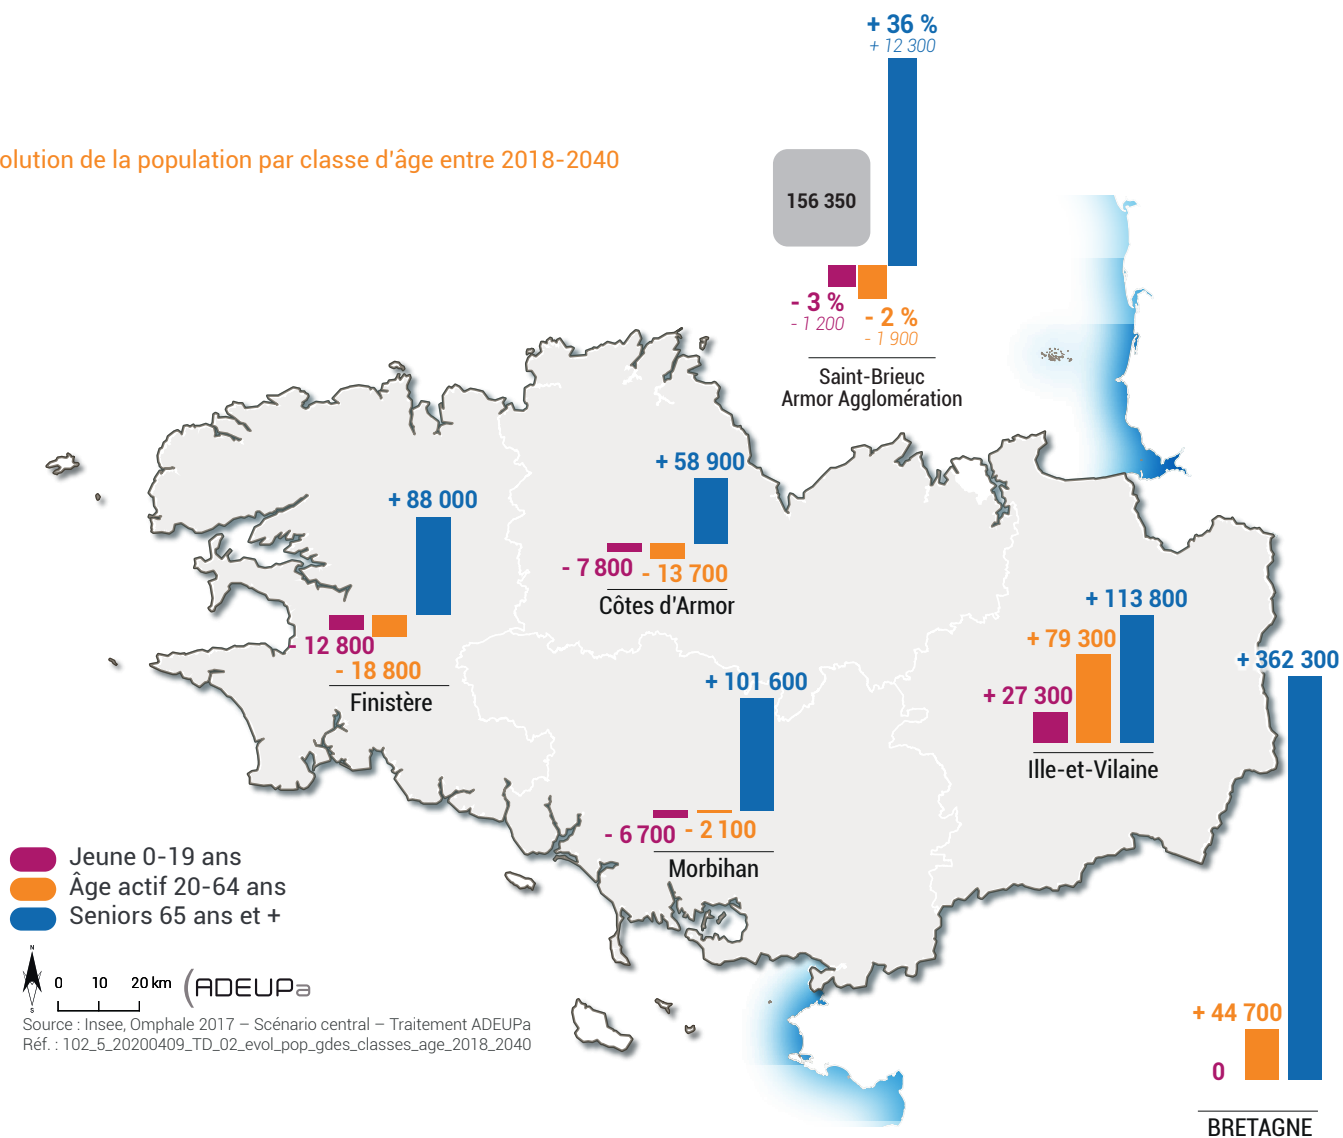 + 36 %
+ 12 300
olution de la population par classe d'âge entre 2018-2040
156 350
- 3 %
- 1 200
- 2 %
- 1 900
Saint-Brieuc
Armor Agglomération
+ 58 900
- 7 800
- 13 700
Côtes d'Armor
+ 88 000
- 12 800
- 18 800
Finistère
+ 113 800
+ 79 300
+ 27 300
Ille-et-Vilaine
+ 101 600
- 6 700
- 2 100
Morbihan
+ 362 300
+ 44 700
0
BRETAGNE
Jeune 0-19 ans
Âge actif 20-64 ans
Seniors 65 ans et +
N
S
0 10 20 km
ADEUPa
Source : Insee, Omphale 2017 – Scénario central – Traitement ADEUPa
Réf. : 102_5_20200409_TD_02_evol_pop_gdes_classes_age_2018_2040